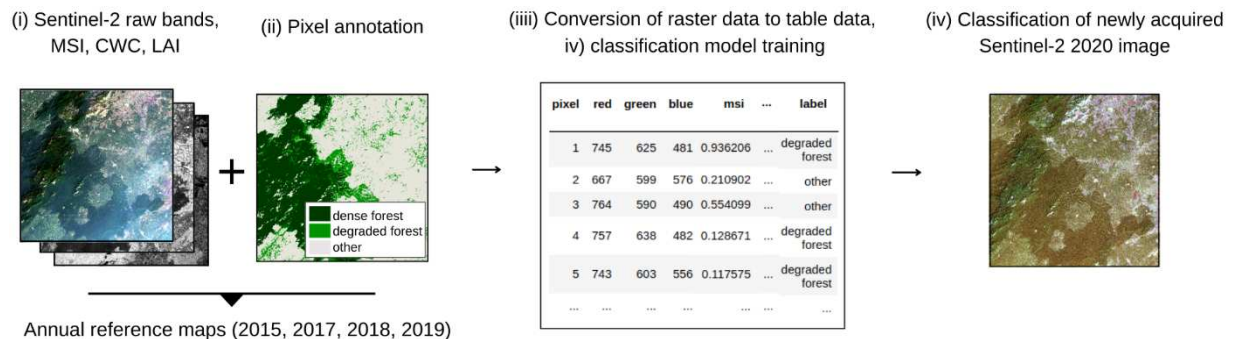 (i) Sentinel-2 raw bands,
MSI, CWC, LAI
(ii) Pixel annotation
dense forest
degraded forest
other
Annual reference maps (2015, 2017, 2018, 2019)
(iiii) Conversion of raster data to table data,
iv) classification model training
pixel red green blue msi ... label
1 745 625 481 0.936206 ... degraded
forest
2 667 599 576 0.210902 ... other
3 764 590 490 0.554099 ... other
4 757 638 482 0.128671 ... degraded
forest
5 743 603 556 0.117575 ... degraded
forest
... ... ... ... ... ... ...
(iv) Classification of newly acquired
Sentinel-2 2020 image